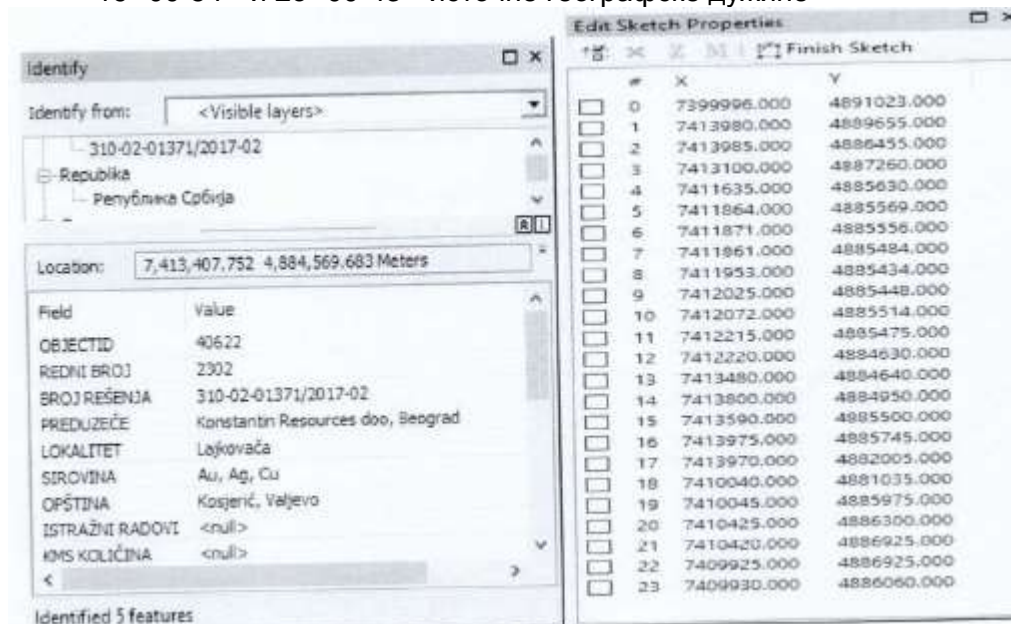 источне географске дужине
Identify
Identify from: <Visible layers>
310-02-01371/2017-02
Republika
Република Србија
Location: 7,413,407.752 4,884,569.683 Meters
Field Value
OBJECTID 40622
REDNI BROJ 2302
BROJ REŠENJA 310-02-01371/2017-02
PREDUZEĆE Konstantin Resources doo, Beograd
LOKALITET Lajkovača
SIROVINA Au, Ag, Cu
OPŠTINA Kosjerić, Valjevo
ISTRAŽNI RADOVI <null>
KMS KOLIČINA <null>
Identified 5 features
Edit Sketch Properties
Finish Sketch
# X Y
0 7399996.000 4891023.000
1 7413980.000 4889655.000
2 7413985.000 4886455.000
3 7413100.000 4887260.000
4 7411635.000 4885630.000
5 7411864.000 4885569.000
6 7411871.000 4885556.000
7 7411861.000 4885484.000
8 7411953.000 4885434.000
9 7412025.000 4885448.000
10 7412072.000 4885514.000
11 7412215.000 4885475.000
12 7412220.000 4884630.000
13 7413480.000 4884640.000
14 7413800.000 4884950.000
15 7413590.000 4885500.000
16 7413975.000 4885745.000
17 7413970.000 4882005.000
18 7410040.000 4881035.000
19 7410045.000 4885975.000
20 7410425.000 4886300.000
21 7410420.000 4886925.000
22 7409925.000 4886925.000
23 7409930.000 4886060.000